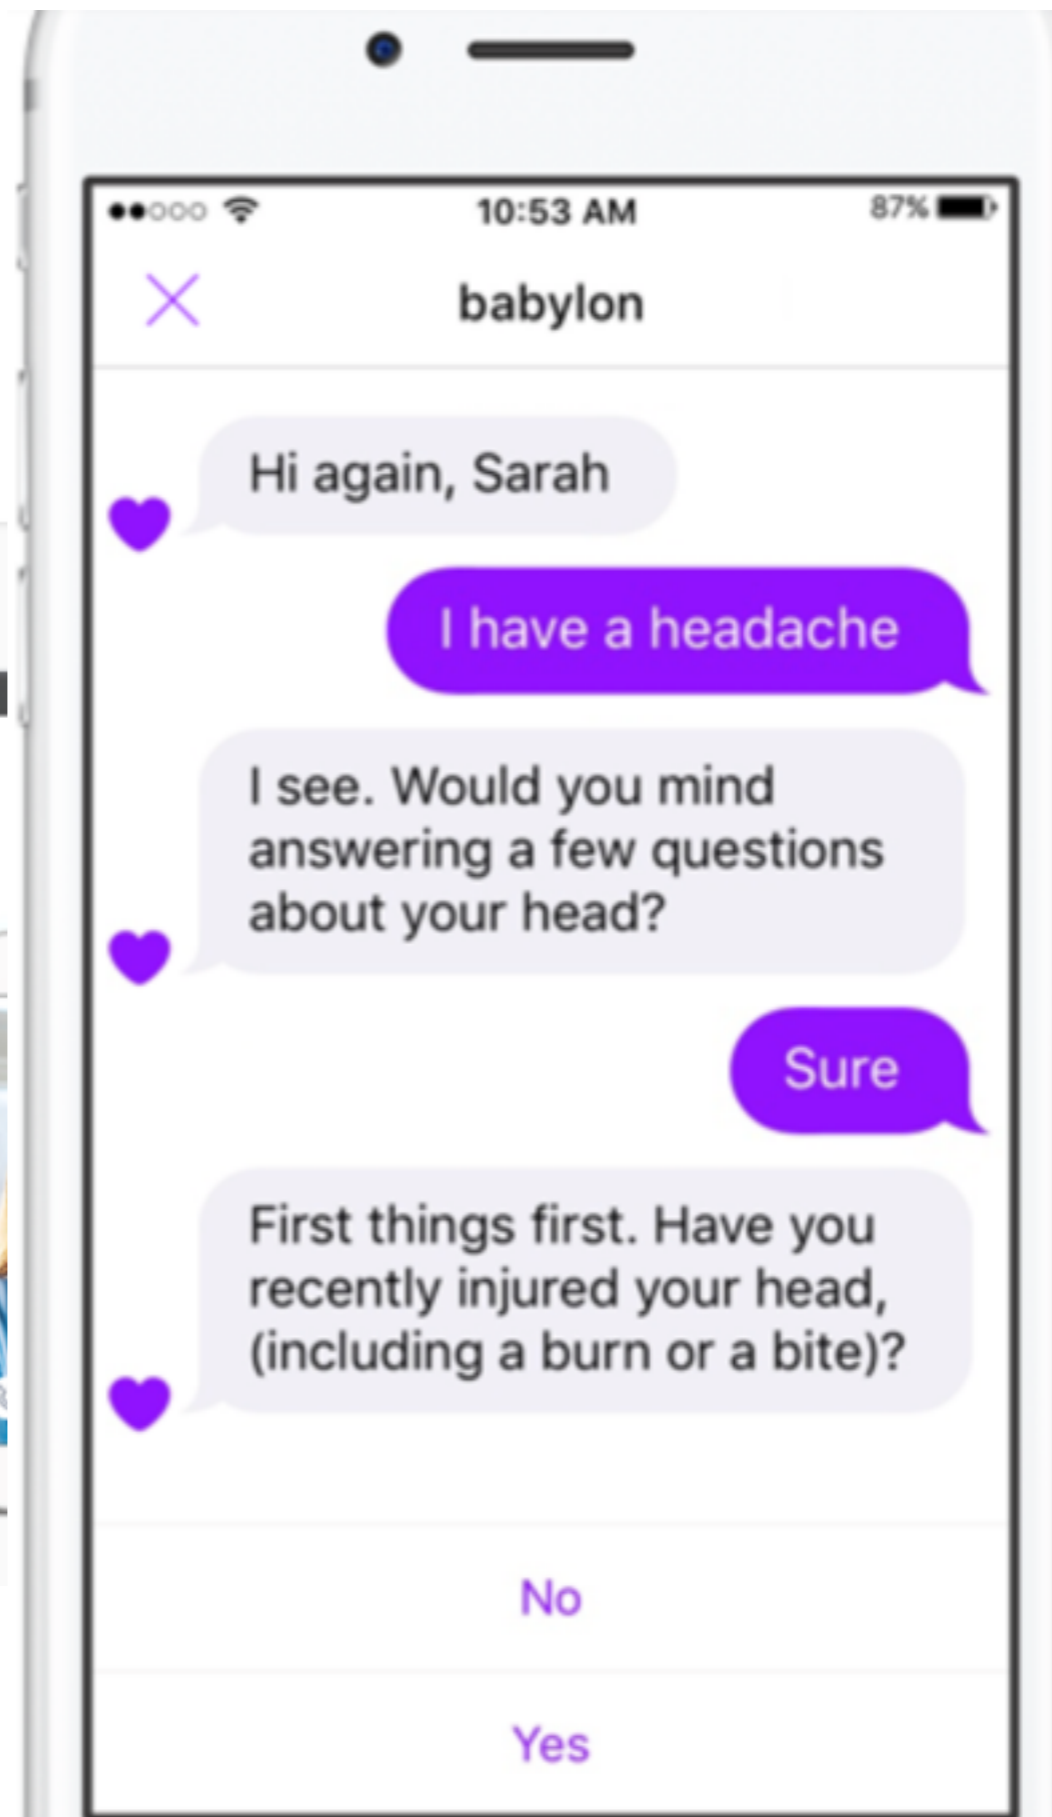 10:53 AM
87%
babylon
Hi again, Sarah
I have a headache
I see. Would you mind
answering a few questions
about your head?
Sure
First things first. Have you
recently injured your head,
(including a burn or a bite)?
No
Yes